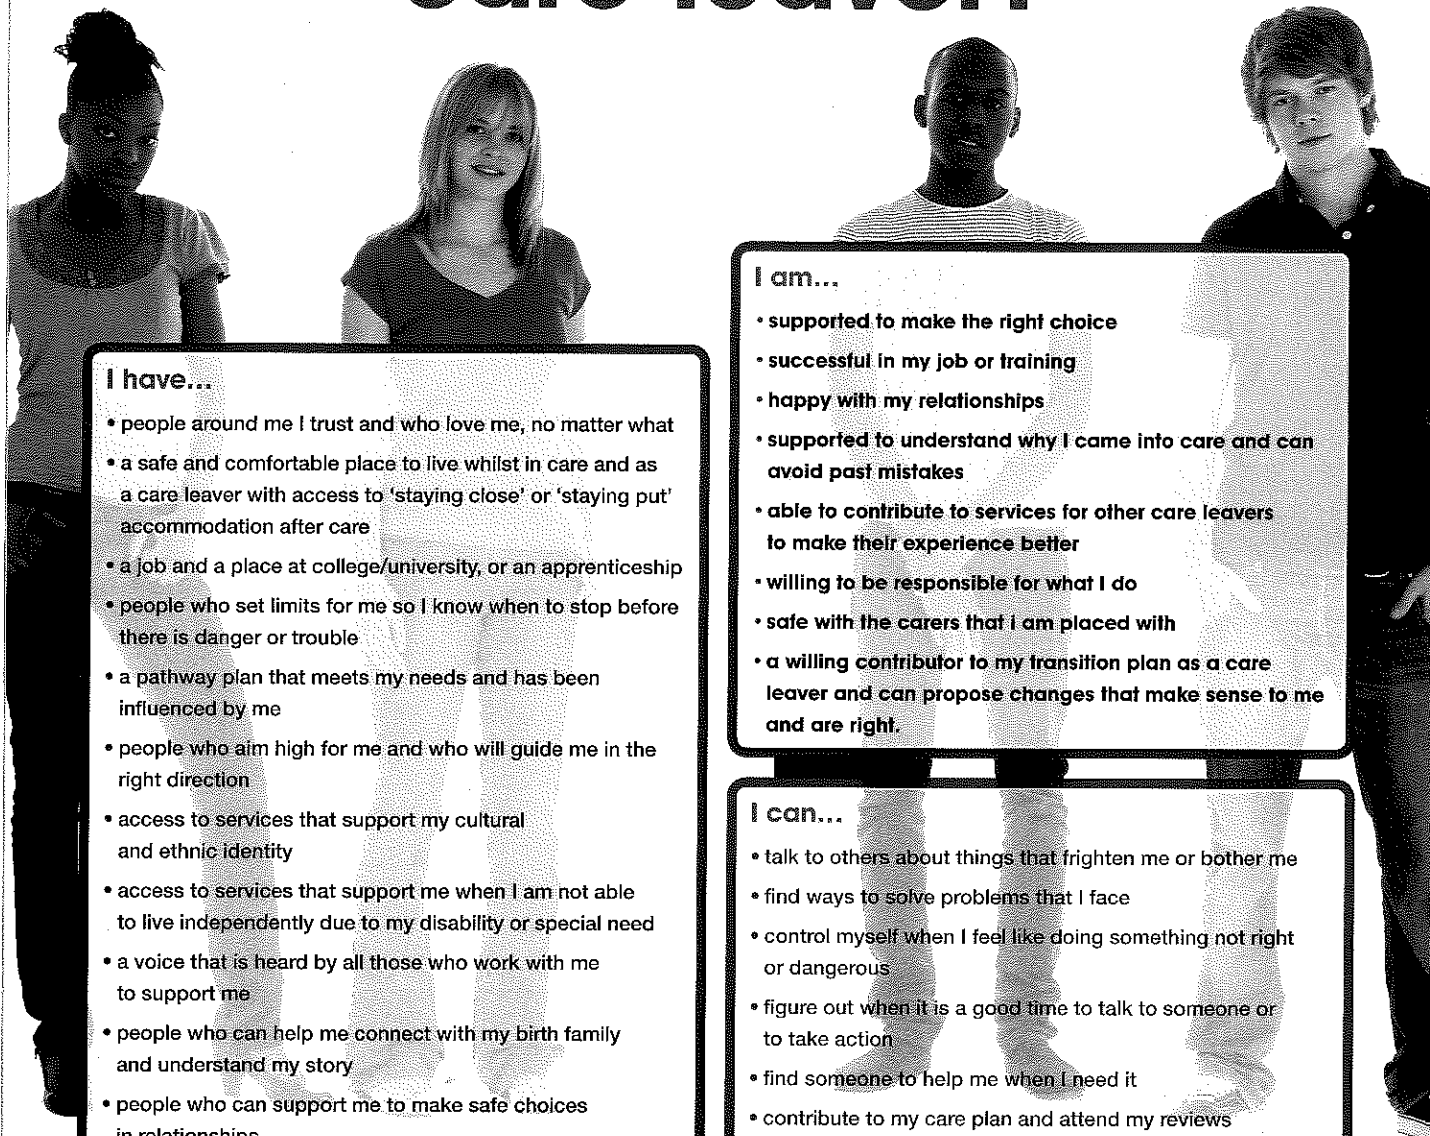 care leaver?
I have...
• people around me I trust and who love me, no matter what
• a safe and comfortable place to live whilst in care and as
a care leaver with access to ‘staying close’ or ‘staying put’
accommodation after care
• a job and a place at college/university, or an apprenticeship
• people who set limits for me so I know when to stop before
there is danger or trouble
• a pathway plan that meets my needs and has been
influenced by me
• people who aim high for me and who will guide me in the
right direction
• access to services that support my cultural
and ethnic identity
• access to services that support me when I am not able
to live independently due to my disability or special need
• a voice that is heard by all those who work with me
to support me
• people who can help me connect with my birth family
and understand my story
• people who can support me to make safe choices
in relationships
I am...
• supported to make the right choice
• successful in my job or training
• happy with my relationships
• supported to understand why I came into care and can
avoid past mistakes
• able to contribute to services for other care leavers
to make their experience better
• willing to be responsible for what I do
• safe with the carers that I am placed with
• a willing contributor to my transition plan as a care
leaver and can propose changes that make sense to me
and are right.
I can...
• talk to others about things that frighten me or bother me
• find ways to solve problems that I face
• control myself when I feel like doing something not right
or dangerous
• figure out when it is a good time to talk to someone or
to take action
• find someone to help me when I need it
• contribute to my care plan and attend my reviews